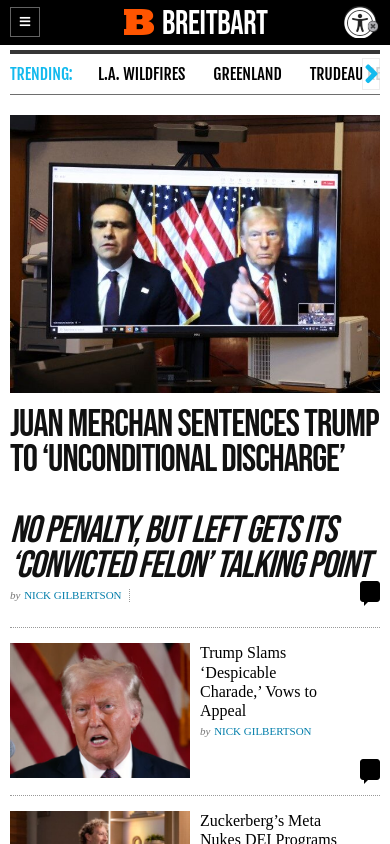 BREITBART
TRENDING:
L.A. WILDFIRES
GREENLAND
TRUDEAU
JUAN MERCHAN SENTENCES TRUMP
TO ‘UNCONDITIONAL DISCHARGE’
NO PENALTY, BUT LEFT GETS ITS
‘CONVICTED FELON’ TALKING POINT
by NICK GILBERTSON
Trump Slams
‘Despicable
Charade,’ Vows to
Appeal
by NICK GILBERTSON
Zuckerberg’s Meta
Nukes DEI Programs